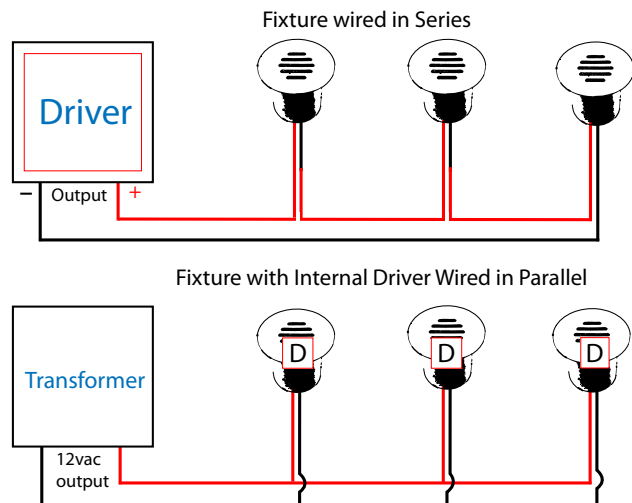 Fixture wired in Series
Driver
– Output +
Fixture with Internal Driver Wired in Parallel
D D D
Transformer
12vac
output